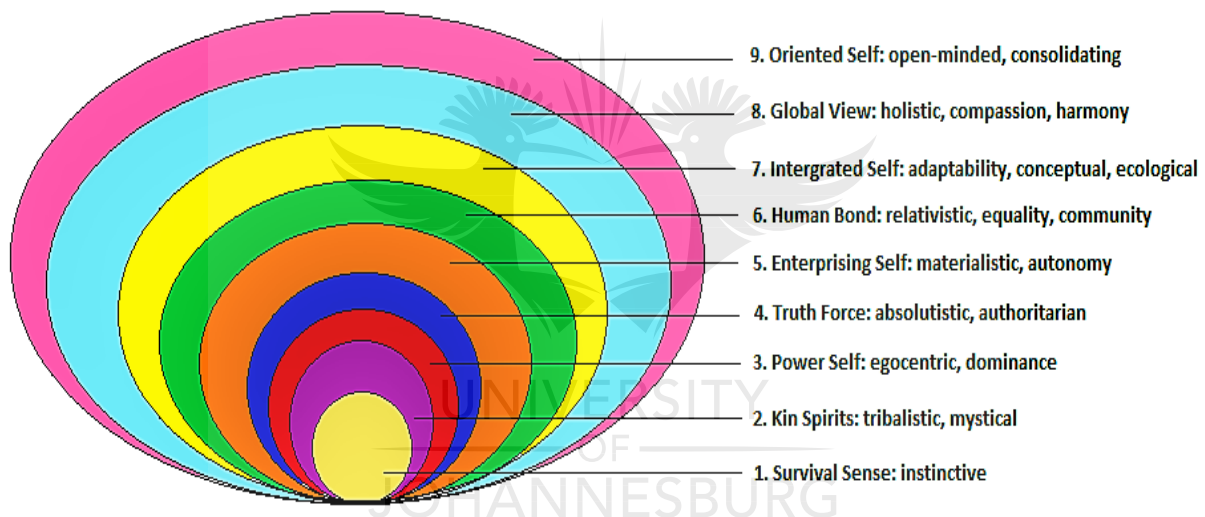 9. Oriented Self: open-minded, consolidating
8. Global View: holistic, compassion, harmony
7. Intergrated Self: adaptability, conceptual, ecological
6. Human Bond: relativistic, equality, community
5. Enterprising Self: materialistic, autonomy
4. Truth Force: absolutistic, authoritarian
3. Power Self: egocentric, dominance
2. Kin Spirits: tribalistic, mystical
1. Survival Sense: instinctive
UNIVERSITY
OF
JOHANNESBURG